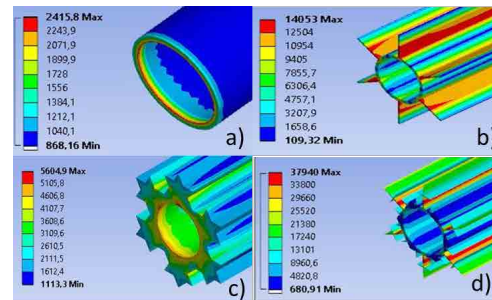 2415,8 Max
2243,9
2071,9
1899,9
1728
1556
1384,1
1212,1
1040,1
868,16 Min
a)
14053 Max
12504
10954
9405
7855,7
6306,4
4757,1
3207,9
1658,6
109,32 Min
b)
5604,9 Max
5105,8
4606,8
4107,7
3608,6
3109,6
2610,5
2111,5
1612,4
1113,3 Min
c)
37940 Max
33800
29660
25520
21380
17240
13101
8960,6
4820,8
680,91 Min
d)